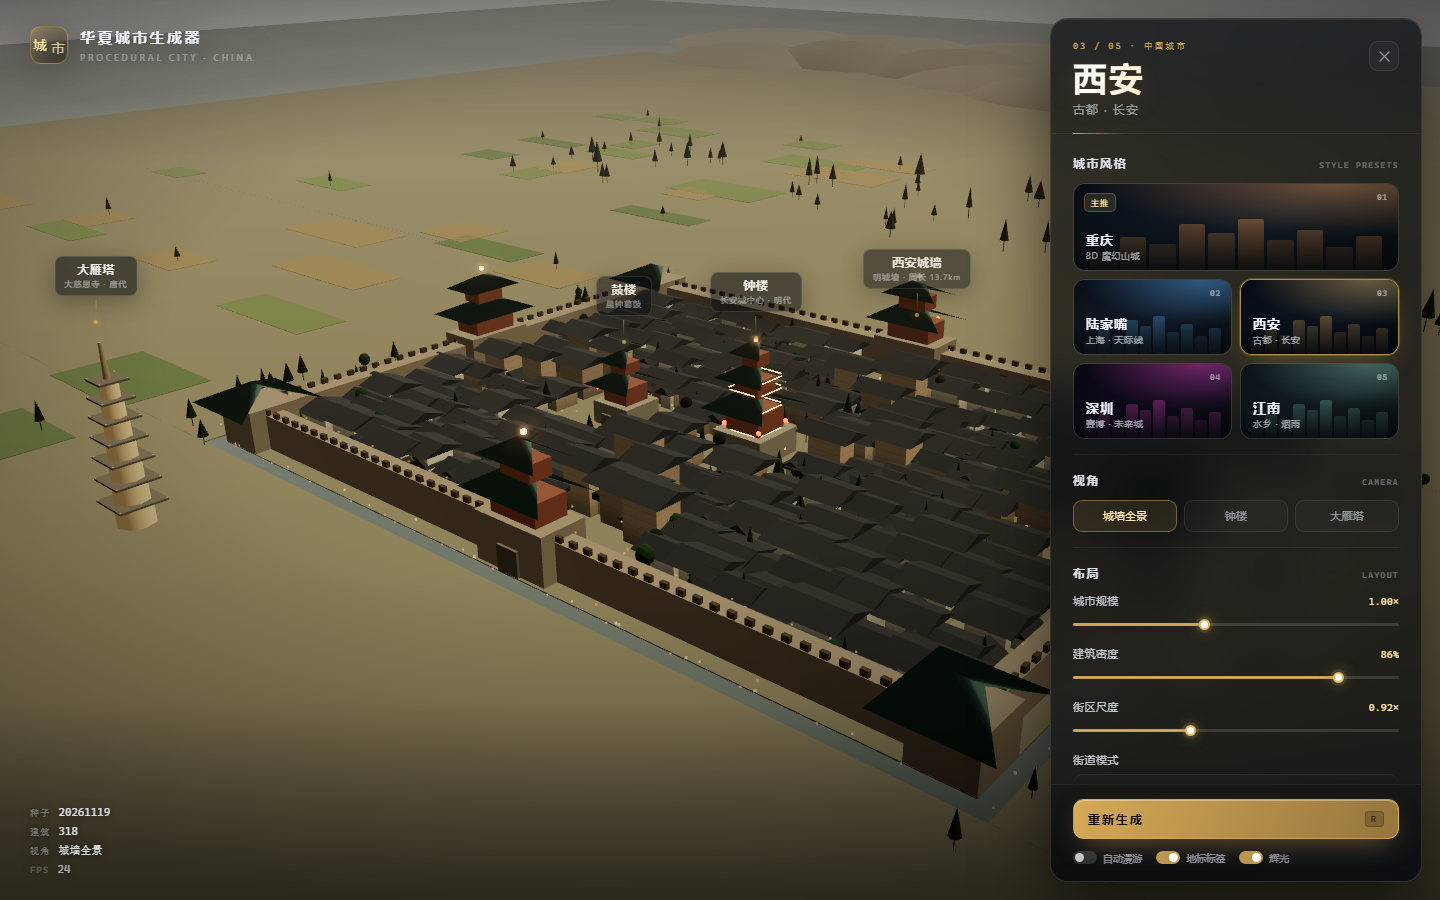 城市
华夏城市生成器
PROCEDURAL CITY · CHINA
大雁塔
大慈恩寺 · 唐代
鼓楼
晨钟暮鼓
钟楼
长安城中心 · 明代
西安城墙
明城墙 · 周长 13.7km
种子 20261119
建筑 318
视角 城墙全景
FPS 24
03 / 05 · 中国城市
西安
古都 · 长安
城市风格 STYLE PRESETS
主推 01
重庆
8D 魔幻山城
02
陆家嘴
上海 · 天际线
03
西安
古都 · 长安
04
深圳
赛博 · 未来城
05
江南
水乡 · 烟雨
视角 CAMERA
城墙全景 钟楼 大雁塔
布局 LAYOUT
城市规模 1.00×
建筑密度 86%
街区尺度 0.92×
街道模式
重新生成 R
自动漫游 地标标签 辉光